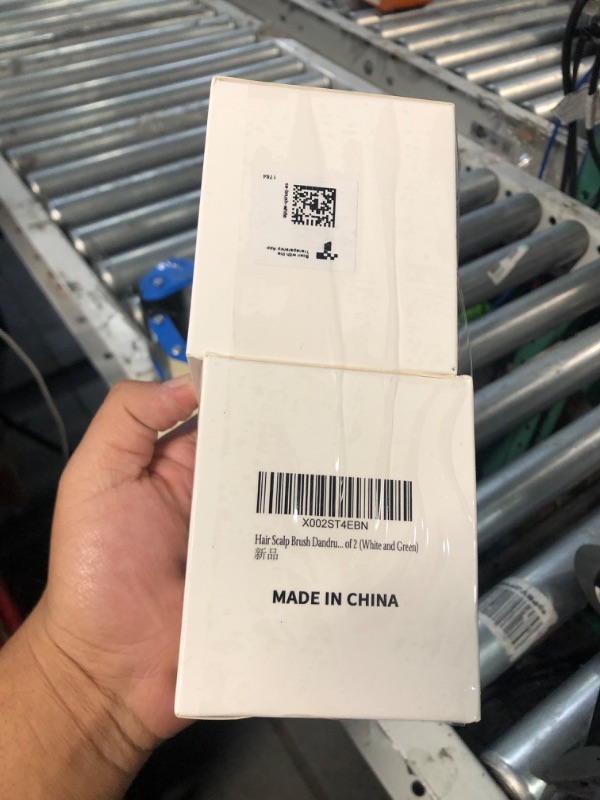 1764
Scan with the
Transparency App
X002ST4EBN
Hair Scalp Brush Dandru... of 2 (White and Green)
新品
MADE IN CHINA